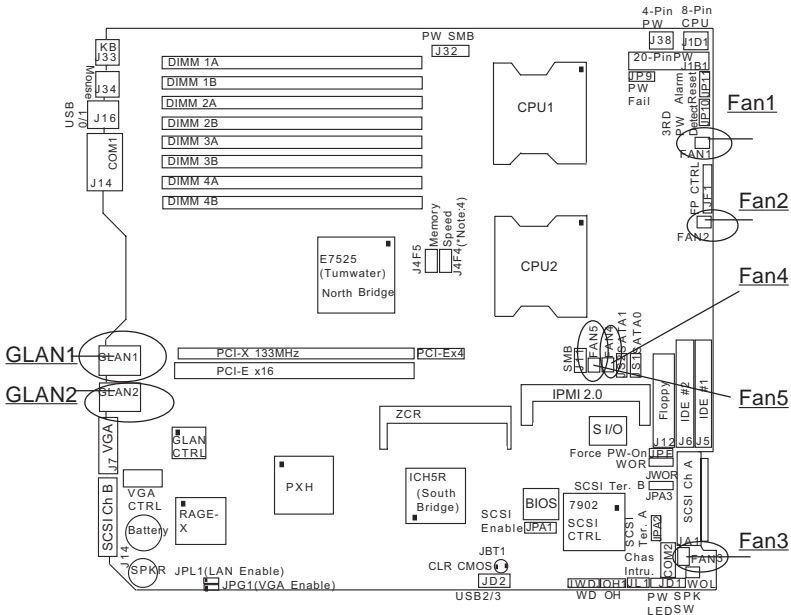 4-Pin PW
8-Pin CPU
PW SMB
J32
J38
J1D1
20-PinPW
J1B1
KB
J33
Mouse
J34
USB 0/1
J16
COM1
J14
DIMM 1A
DIMM 1B
DIMM 2A
DIMM 2B
DIMM 3A
DIMM 3B
DIMM 4A
DIMM 4B
CPU1
JP9
PW Fail
Alarm Reset
JP11
3RD PW Detect
JP10
Fan1
FAN1
FP CTRL
JF1
Fan2
FAN2
E7525
(Tumwater)
North Bridge
J4F5
Memory Speed
J4F4(*Note:4)
CPU2
Fan4
GLAN1
GLAN1
GLAN2
GLAN2
PCI-X 133MHz
PCI-Ex4
PCI-E x16
SMB
J11
FAN5
FAN4
JS2SATA1
JS1SATA0
Fan5
IPMI 2.0
ZCR
S I/O
Floppy
J12
IDE #2
J6
IDE #1
J5
VGA
J7
GLAN CTRL
Force PW-On
JPF
WOR
JWOR
SCSI Ter. B
JPA3
SCSI Ch B
J14
VGA CTRL
Battery
RAGE-X
PXH
ICH5R
(South Bridge)
BIOS
SCSI Enable
JPA1
7902
SCSI CTRL
SCSI Ter. A
JPA2
SCSI Ch A
JA1
SPKR
JPL1(LAN Enable)
JPG1(VGA Enable)
JBT1
CLR CMOS
JD2
USB2/3
Chas Intru.
COM2
FAN3
Fan3
JWD
JOH1
JL1
JD1
WOL
WD
OH
PW LED
SPK SW